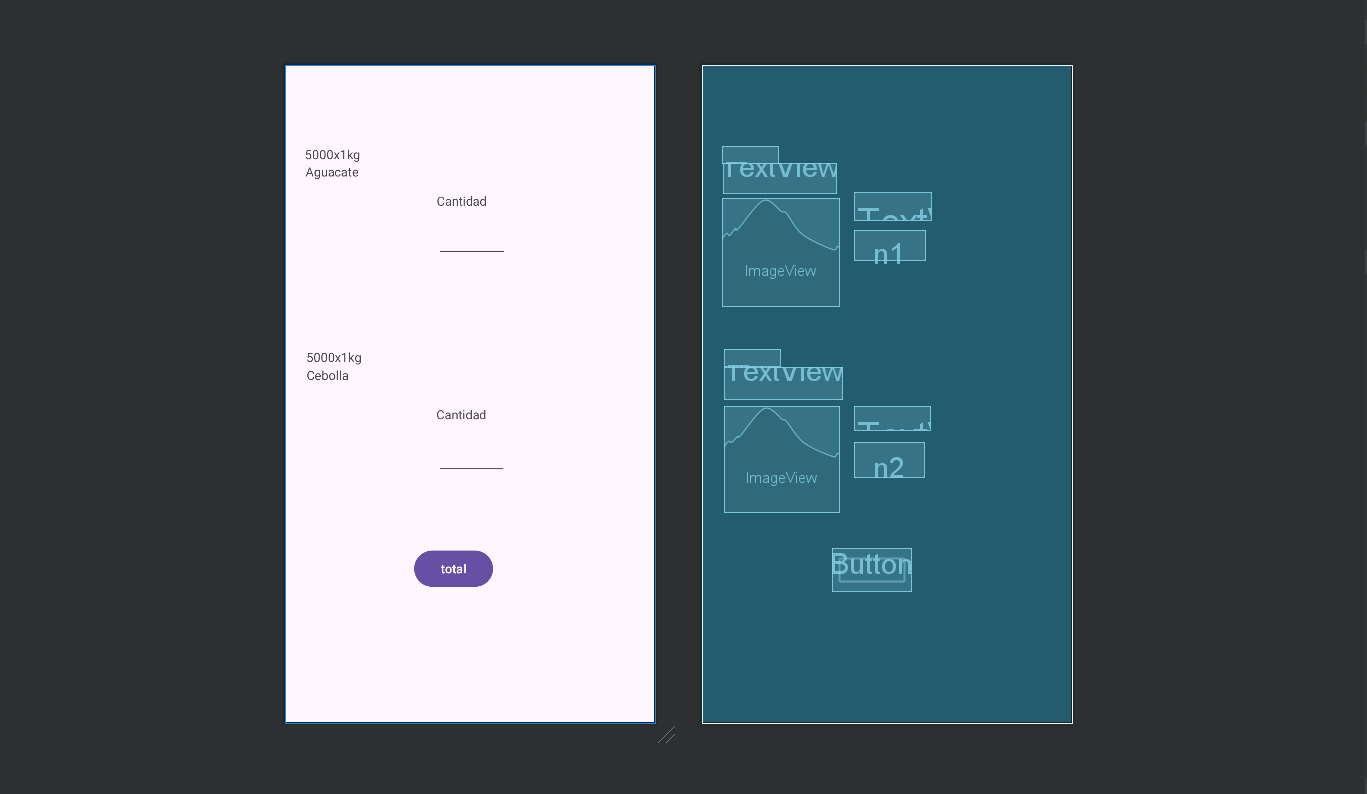 5000x1kg
Aguacate
Cantidad
5000x1kg
Cebolla
Cantidad
total
TextView
ImageView
n1
TextView
ImageView
n2
Button